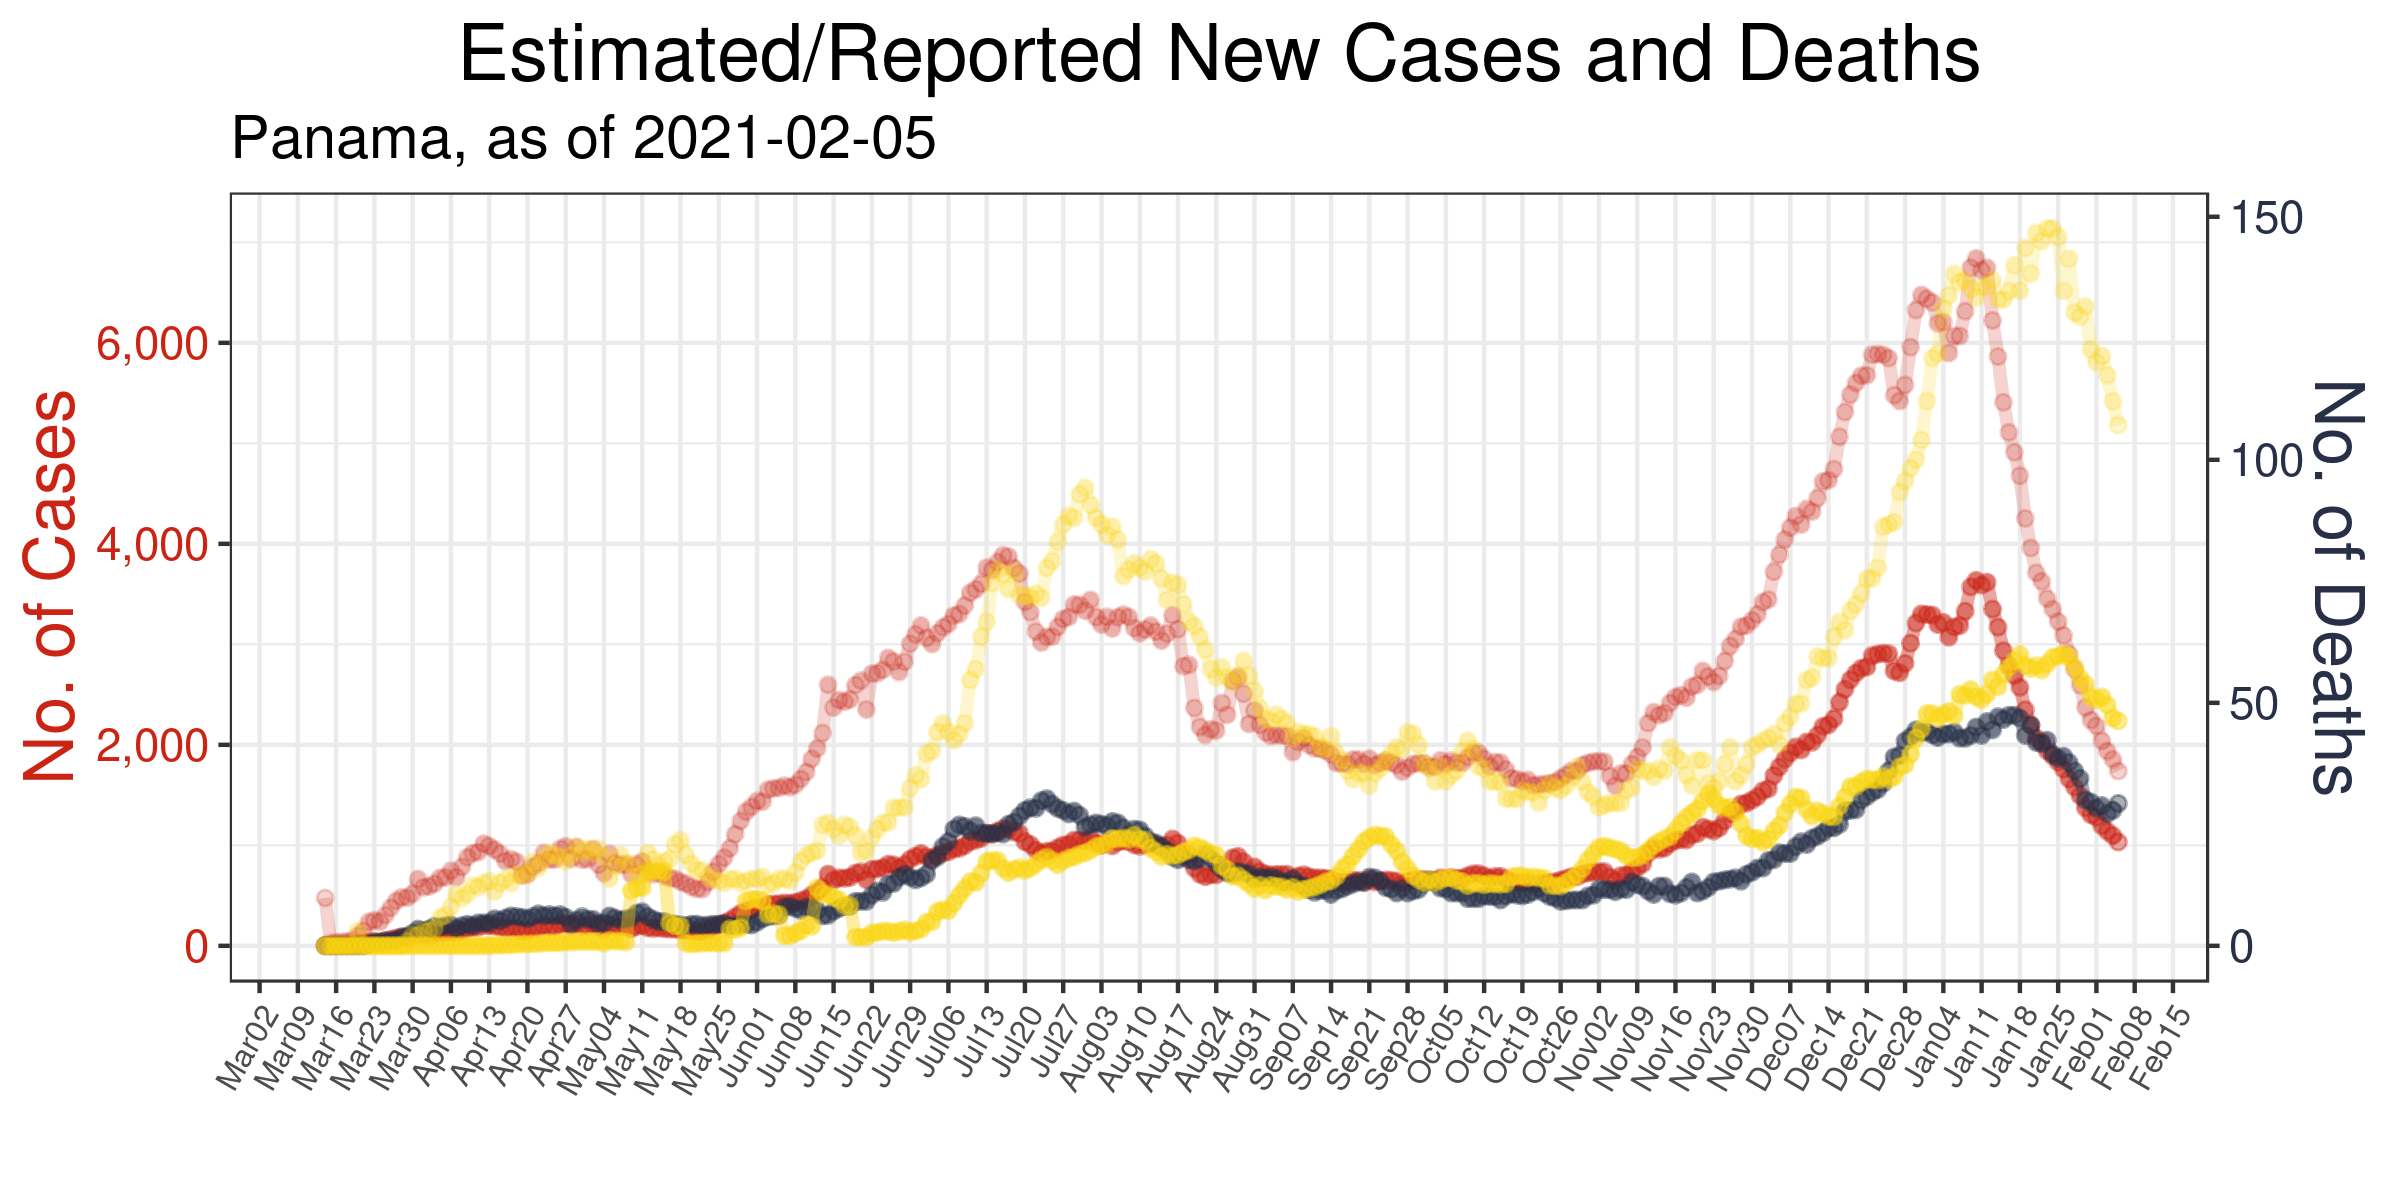 Estimated/Reported New Cases and Deaths
Panama, as of 2021-02-05
No. of Cases
6,000
4,000
2,000
0
150
100
50
0
No. of Deaths
Mar02
Mar09
Mar16
Mar23
Mar30
Apr06
Apr13
Apr20
Apr27
May04
May11
May18
May25
Jun01
Jun08
Jun15
Jun22
Jun29
Jul06
Jul13
Jul20
Jul27
Aug03
Aug10
Aug17
Aug24
Aug31
Sep07
Sep14
Sep21
Sep28
Oct05
Oct12
Oct19
Oct26
Nov02
Nov09
Nov16
Nov23
Nov30
Dec07
Dec14
Dec21
Dec28
Jan04
Jan11
Jan18
Jan25
Feb01
Feb08
Feb15